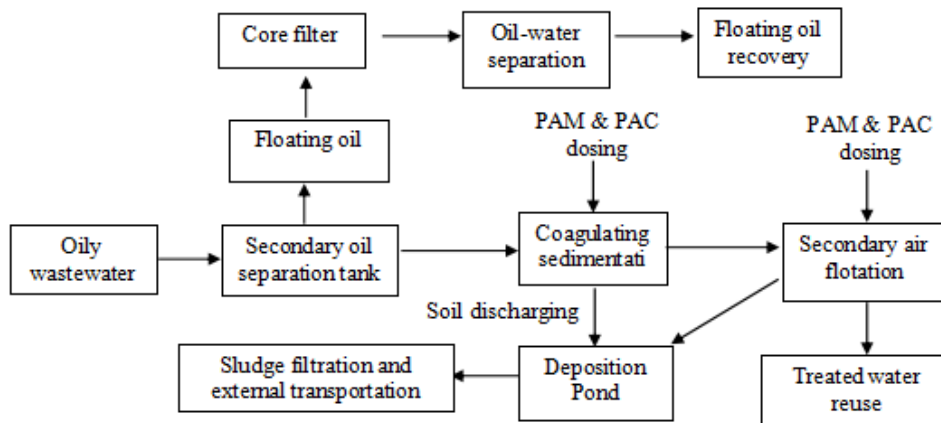 Core filter
Oil-water
separation
Floating oil
recovery
Floating oil
PAM & PAC
dosing
PAM & PAC
dosing
Oily
wastewater
Secondary oil
separation tank
Coagulating
sedimentati
Secondary air
flotation
Soil discharging
Sludge filtration and
external transportation
Deposition
Pond
Treated water
reuse